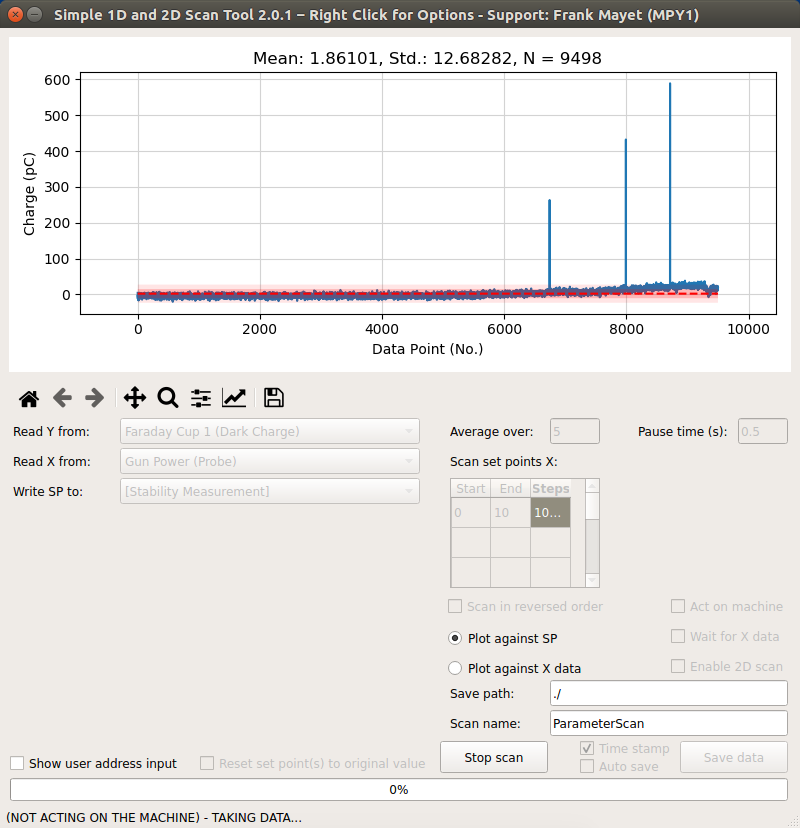 Simple 1D and 2D Scan Tool 2.0.1 – Right Click for Options - Support: Frank Mayet (MPY1)
Mean: 1.86101, Std.: 12.68282, N = 9498
Charge (pC)
600
500
400
300
200
100
0
0 2000 4000 6000 8000 10000
Data Point (No.)
Read Y from: Faraday Cup 1 (Dark Charge) Average over: 5 Pause time (s): 0.5
Read X from: Gun Power (Probe) Scan set points X:
Write SP to: [Stability Measurement]
Start End Steps
0 10 10...
Scan in reversed order Act on machine
Plot against SP Wait for X data
Plot against X data Enable 2D scan
Save path: ./
Scan name: ParameterScan
Show user address input Reset set point(s) to original value Stop scan Time stamp Save data
Auto save
0%
(NOT ACTING ON THE MACHINE) - TAKING DATA...